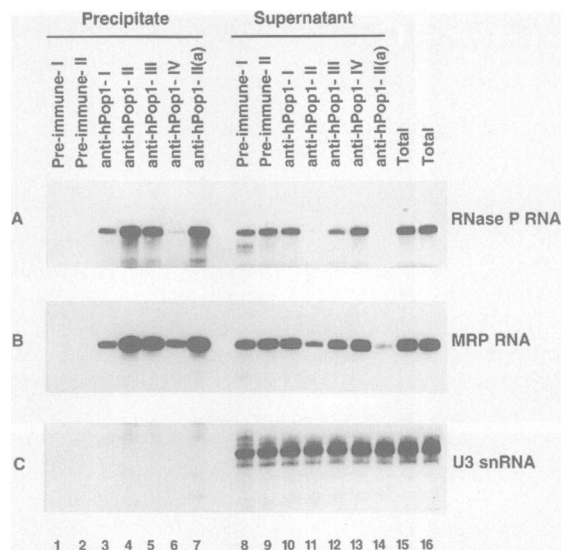 Precipitate Supernatant
Pre-immune- I
Pre-immune- II
anti-hPop1- I
anti-hPop1- II
anti-hPop1- III
anti-hPop1- IV
anti-hPop1- II(a)
Pre-immune- I
Pre-immune- II
anti-hPop1- I
anti-hPop1- II
anti-hPop1- III
anti-hPop1- IV
anti-hPop1- II(a)
Total
Total
A RNase P RNA
B MRP RNA
C U3 snRNA
1 2 3 4 5 6 7 8 9 10 11 12 13 14 15 16